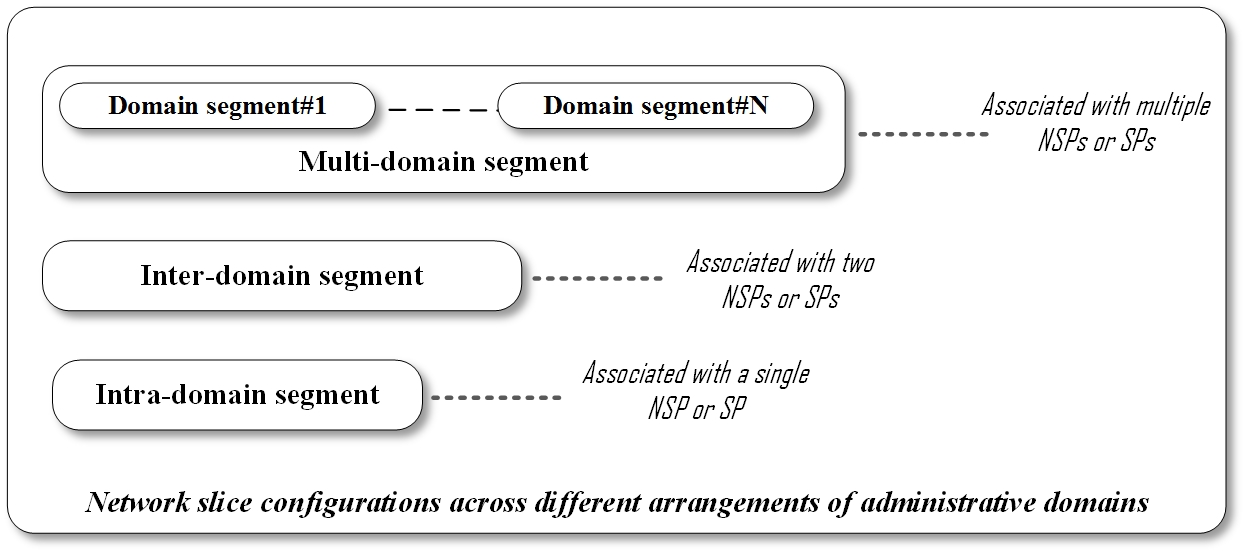 Domain segment#1
Domain segment#N
Multi-domain segment
Associated with multiple
NSPs or SPs
Inter-domain segment
Associated with two
NSPs or SPs
Intra-domain segment
Associated with a single
NSP or SP
Network slice configurations across different arrangements of administrative domains